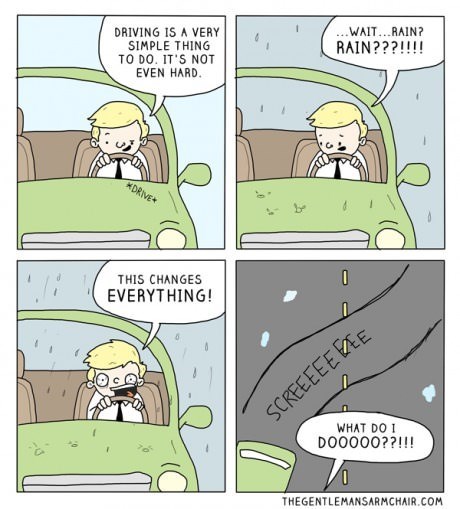 DRIVING IS A VERY
SIMPLE THING
TO DO. IT'S NOT
EVEN HARD.
*DRIVE*
...WAIT...RAIN?
RAIN???!!!!
THIS CHANGES
EVERYTHING!
SCREEEEEEEEE
WHAT DO I
DOOOOO??!!!
THEGENTLEMANSARMCHAIR.COM